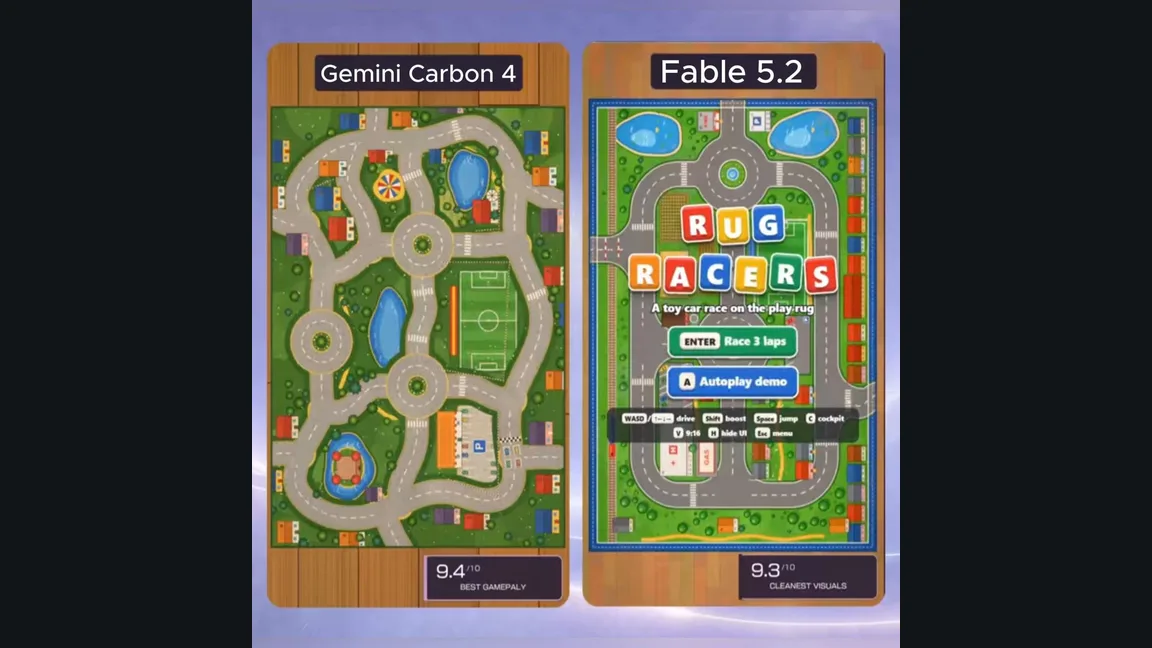 Gemini Carbon 4
P
9.4/10
BEST GAMEPALY
Fable 5.2
P
RUG
RACERS
A toy car race on the play rug
ENTER Race 3 laps
A Autoplay demo
WASD/ drive Shift boost Space jump C cockpit
V 9:16 H hide UI Esc menu
H
GAS
9.3/10
CLEANEST VISUALS